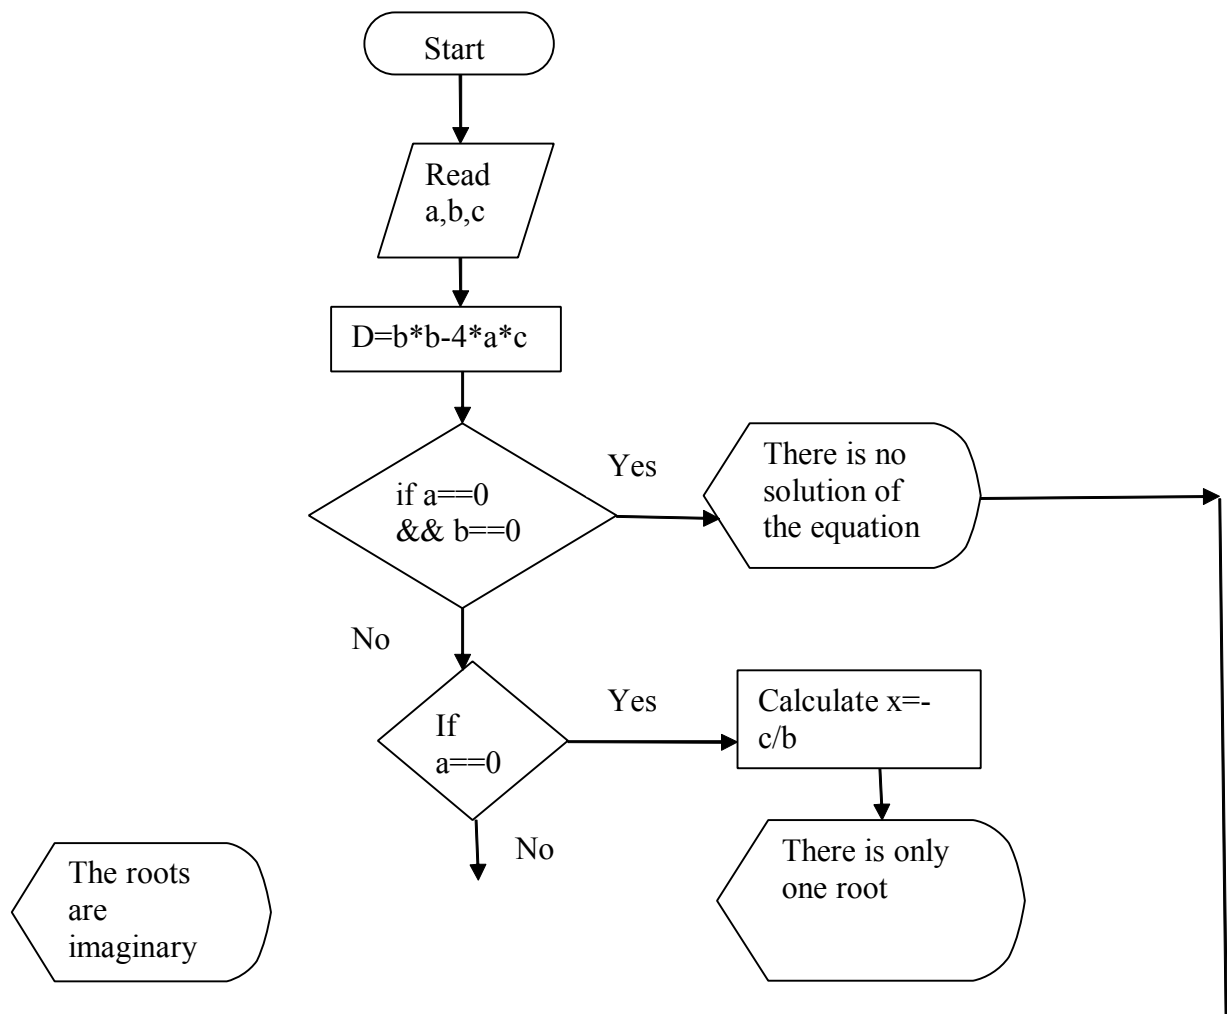 Start
Read
a,b,c
D=b*b-4*a*c
if a==0
&& b==0
Yes
There is no
solution of
the equation
No
If
a==0
Yes
Calculate x=-
c/b
No
There is only
one root
The roots
are
imaginary